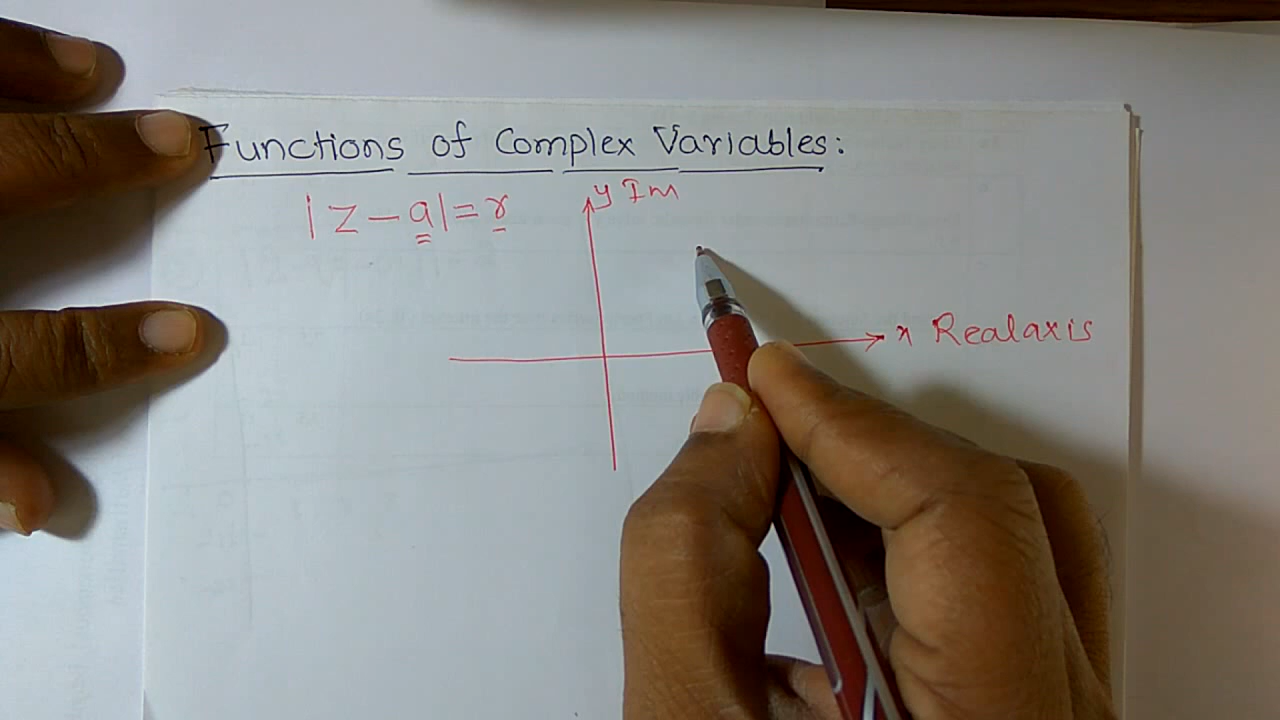 Functions of Complex Variables:
|z-a|=r
y Im
x Realaxis